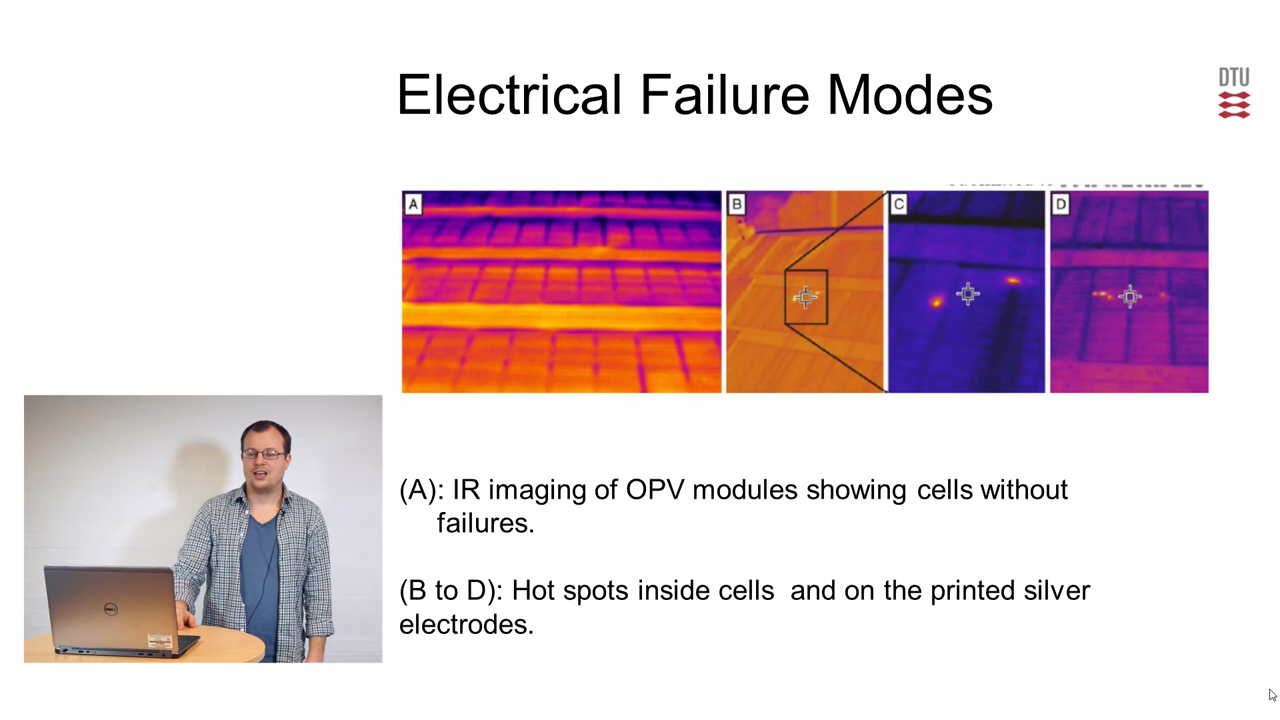 Electrical Failure Modes
DTU
A
B
C
D
(A): IR imaging of OPV modules showing cells without
failures.
(B to D): Hot spots inside cells and on the printed silver
electrodes.
DELL